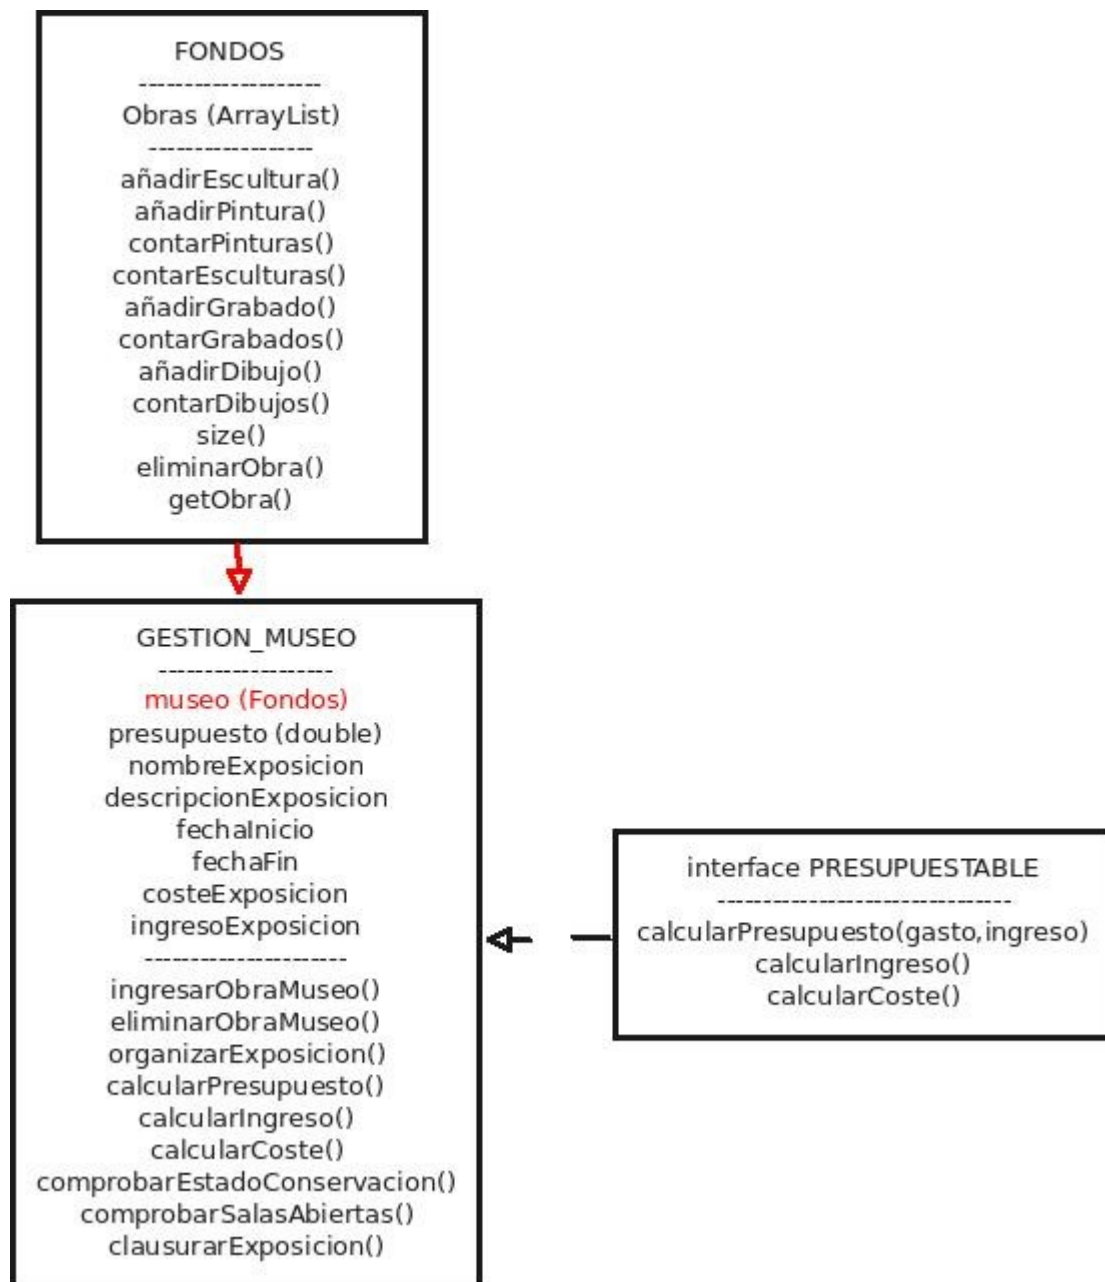 FONDOS
--------------------
Obras (ArrayList)
------------------
añadirEscultura()
añadirPintura()
contarPinturas()
contarEsculturas()
añadirGrabado()
contarGrabados()
añadirDibujo()
contarDibujos()
size()
eliminarObra()
getObra()
GESTION_MUSEO
-------------------
museo (Fondos)
presupuesto (double)
nombreExposicion
descripcionExposicion
fechaInicio
fechaFin
costeExposicion
ingresoExposicion
----------------------
ingresarObraMuseo()
eliminarObraMuseo()
organizarExposicion()
calcularPresupuesto()
calcularIngreso()
calcularCoste()
comprobarEstadoConservacion()
comprobarSalasAbiertas()
clausurarExposicion()
interface PRESUPUESTABLE
--------------------------------
calcularPresupuesto(gasto,ingreso)
calcularIngreso()
calcularCoste()